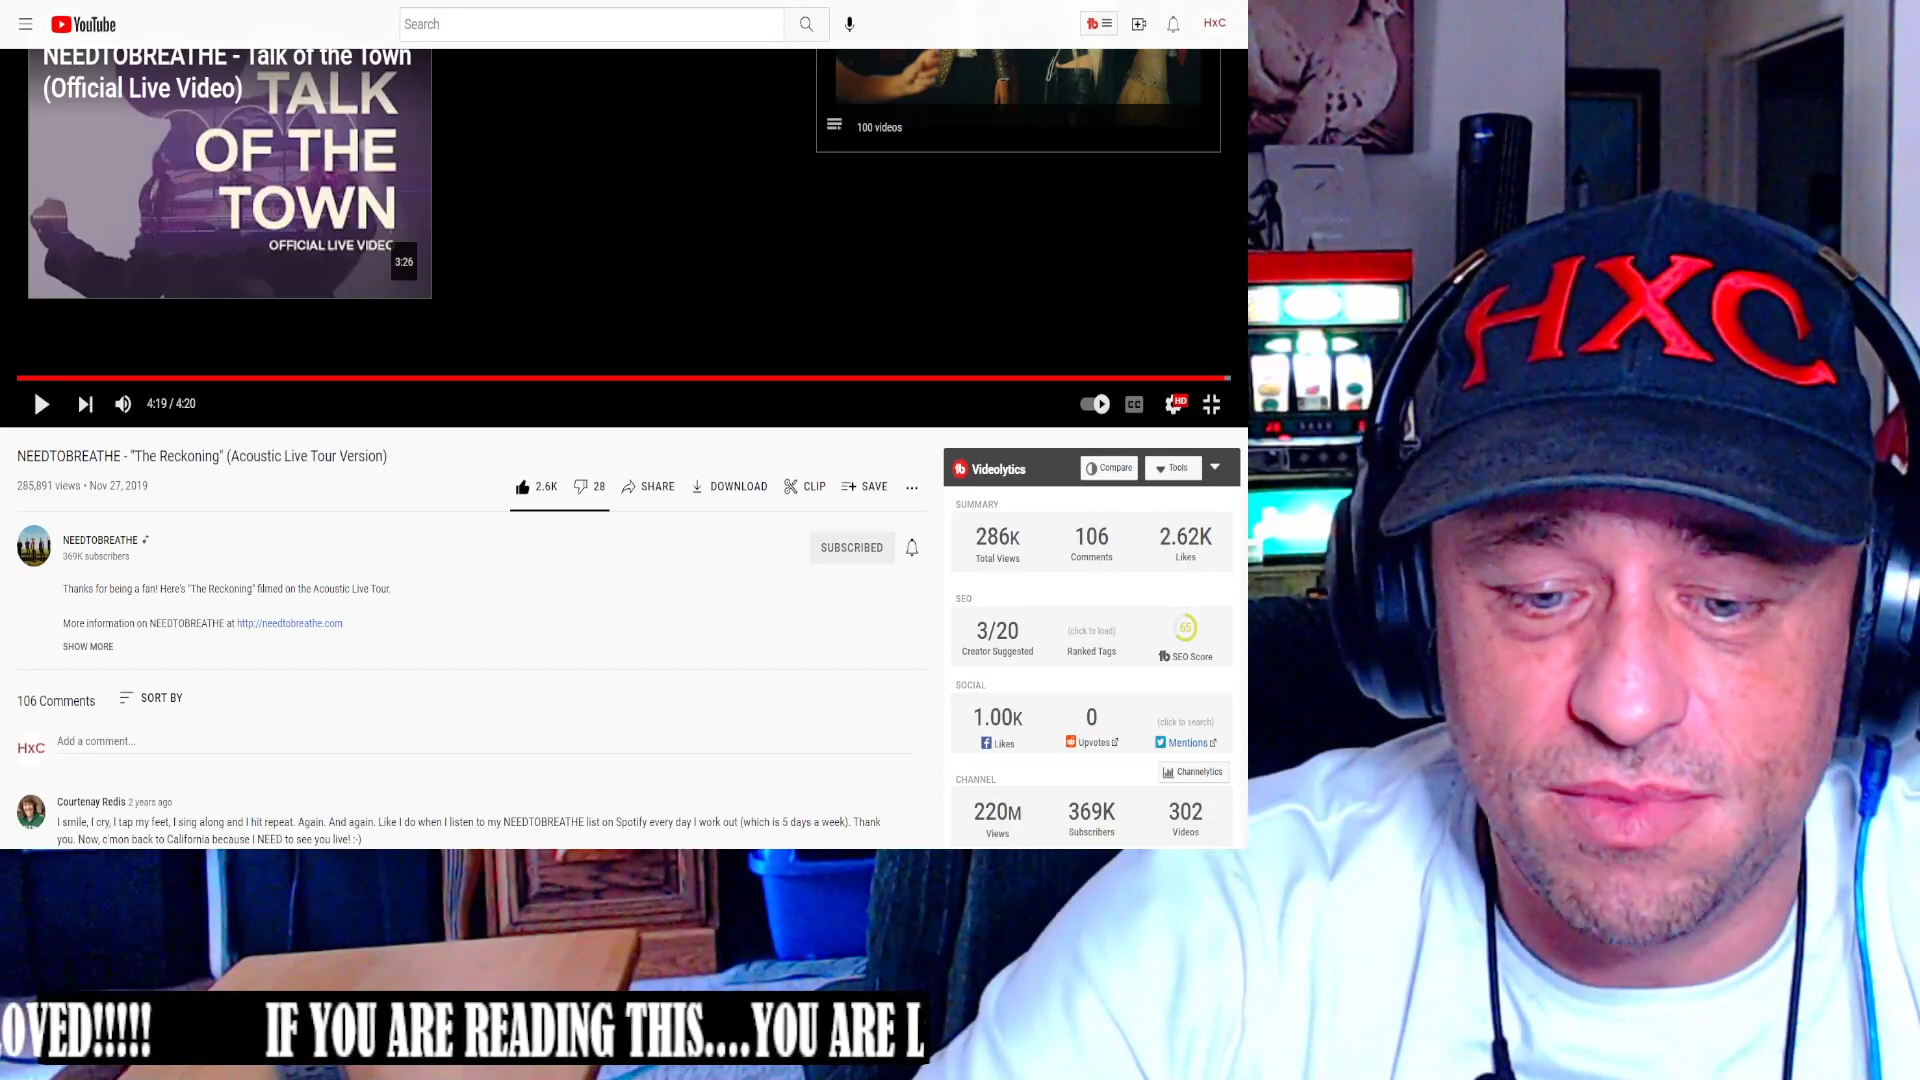 YouTube
Search
HxC
NEEDTOBREATHE - Talk of the Town
(Official Live Video)
TALK
OF THE
TOWN
OFFICIAL LIVE VIDEO
3:26
100 videos
HXC
4:19 / 4:20
CC
HD
NEEDTOBREATHE - "The Reckoning" (Acoustic Live Tour Version)
285,891 views • Nov 27, 2019
2.6K
28
SHARE
DOWNLOAD
CLIP
SAVE
NEEDTOBREATHE
369K subscribers
SUBSCRIBED
Thanks for being a fan! Here's "The Reckoning" filmed on the Acoustic Live Tour.
More information on NEEDTOBREATHE at http://needtobreathe.com
SHOW MORE
106 Comments
SORT BY
HxC
Add a comment...
Courtenay Redis 2 years ago
I smile, I cry, I tap my feet, I sing along and I hit repeat. Again. And again. Like I do when I listen to my NEEDTOBREATHE list on Spotify every day I work out (which is 5 days a week). Thank
you. Now, c'mon back to California because I NEED to see you live! :-)
Videolytics
Compare
Tools
SUMMARY
286K 106 2.62K
Total Views Comments Likes
SEO
3/20 (click to load) 65
Creator Suggested Ranked Tags SEO Score
SOCIAL
1.00K 0 (click to search)
Likes Upvotes Mentions
CHANNEL
Channelytics
220M 369K 302
Views Subscribers Videos
OVED!!!!! IF YOU ARE READING THIS....YOU ARE L